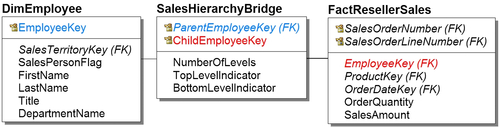 DimEmployee
EmployeeKey
SalesTerritoryKey (FK)
SalesPersonFlag
FirstName
LastName
Title
DepartmentName
SalesHierarchyBridge
ParentEmployeeKey (FK)
ChildEmployeeKey
NumberOfLevels
TopLevelIndicator
BottomLevelIndicator
FactResellerSales
SalesOrderNumber (FK)
SalesOrderLineNumber (FK)
EmployeeKey (FK)
ProductKey (FK)
OrderDateKey (FK)
OrderQuantity
SalesAmount